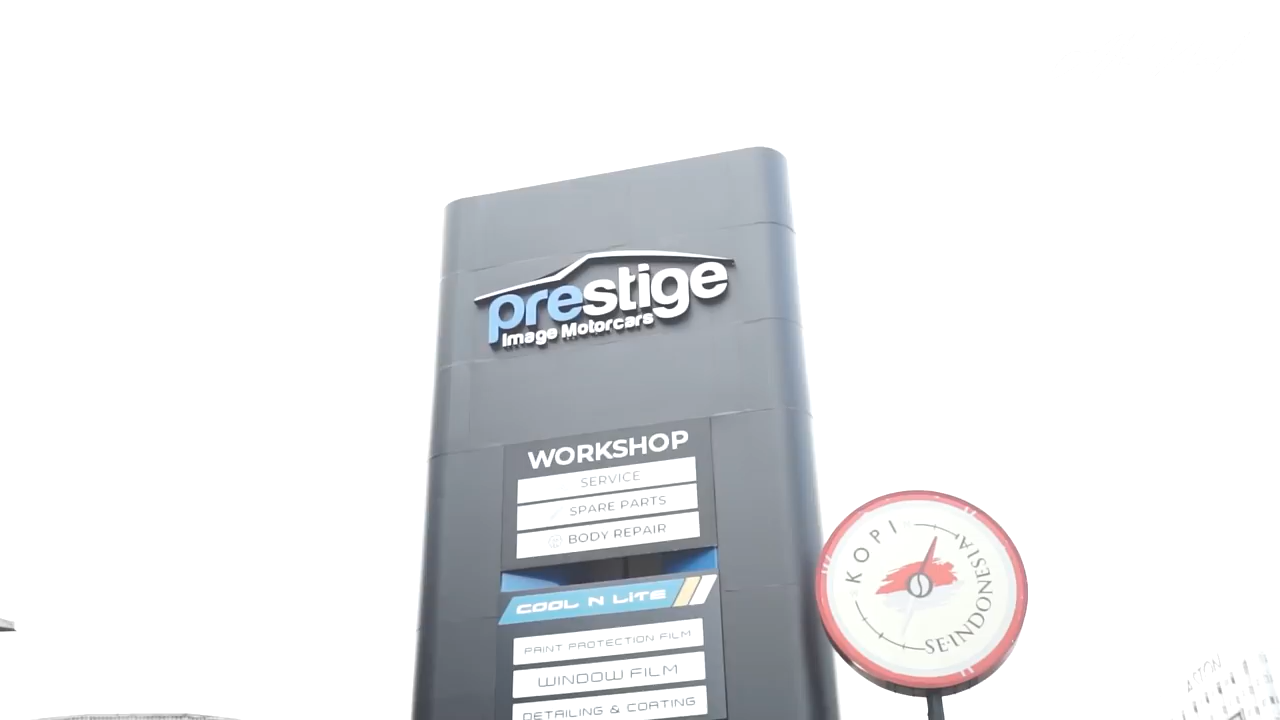 prestige
Image Motorcars
WORKSHOP
SERVICE
SPARE PARTS
BODY REPAIR
COOL N LITE
PAINT PROTECTION FILM
WINDOW FILM
DETAILING & COATING
KOPI
SE·INDONESIA
ASTON